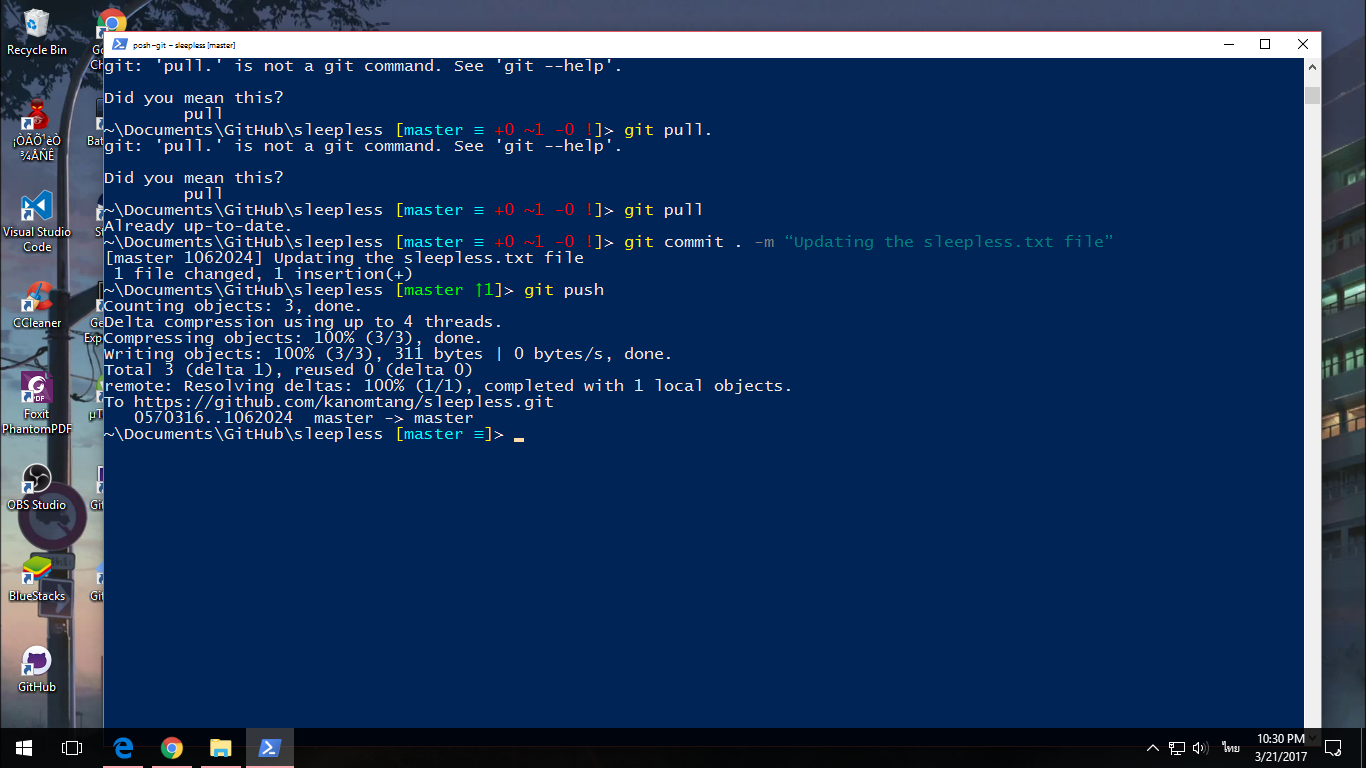 Recycle Bin
Visual Studio
Code
CCleaner
Foxit
PhantomPDF
OBS Studio
BlueStacks
GitHub
posh~git ~ sleepless [master]
git: 'pull.' is not a git command. See 'git --help'.
Did you mean this?
pull
~\Documents\GitHub\sleepless [master ≡ +0 ~1 -0 !]> git pull.
git: 'pull.' is not a git command. See 'git --help'.
Did you mean this?
pull
~\Documents\GitHub\sleepless [master ≡ +0 ~1 -0 !]> git pull
Already up-to-date.
~\Documents\GitHub\sleepless [master ≡ +0 ~1 -0 !]> git commit . -m “Updating the sleepless.txt file”
[master 1062024] Updating the sleepless.txt file
1 file changed, 1 insertion(+)
~\Documents\GitHub\sleepless [master ↑1]> git push
Counting objects: 3, done.
Delta compression using up to 4 threads.
Compressing objects: 100% (3/3), done.
Writing objects: 100% (3/3), 311 bytes | 0 bytes/s, done.
Total 3 (delta 1), reused 0 (delta 0)
remote: Resolving deltas: 100% (1/1), completed with 1 local objects.
To https://github.com/kanomtang/sleepless.git
0570316..1062024  master -> master
~\Documents\GitHub\sleepless [master ≡]>
ไทย
10:30 PM
3/21/2017